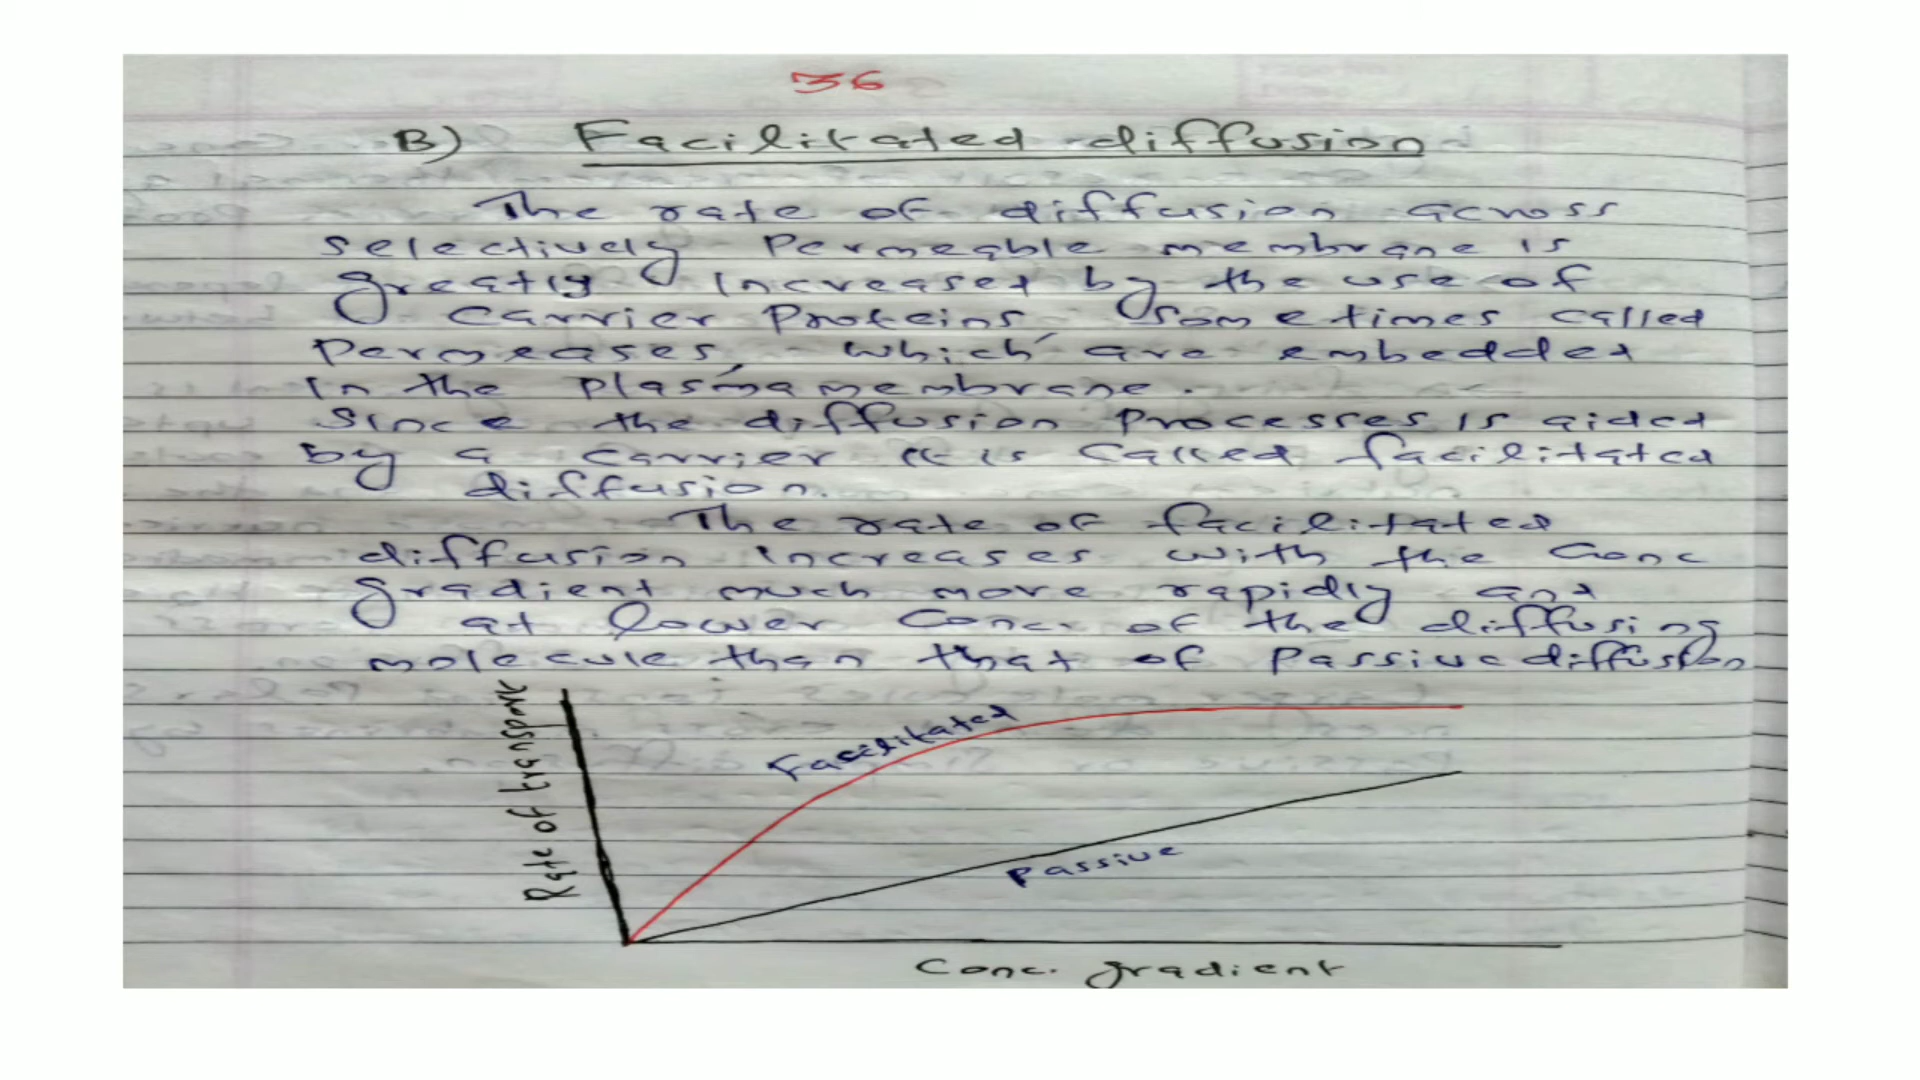 36
B) Facilitated diffusion
The rate of diffusion across
selectively Permeable membrane is
greatly increased by the use of
Carrier Proteins, Sometimes called
Permeases, which are embedded
in the plasma membrane.
Since the diffusion Processes is aided
by a carrier it is called facilitated
diffusion.
The rate of facilitated
diffusion increases with the Conc
gradient much more rapidly and
at lower Conc. of the diffusing
molecule than that of Passive diffusion
Rate of transport
Facilitated
Passive
Conc. gradient